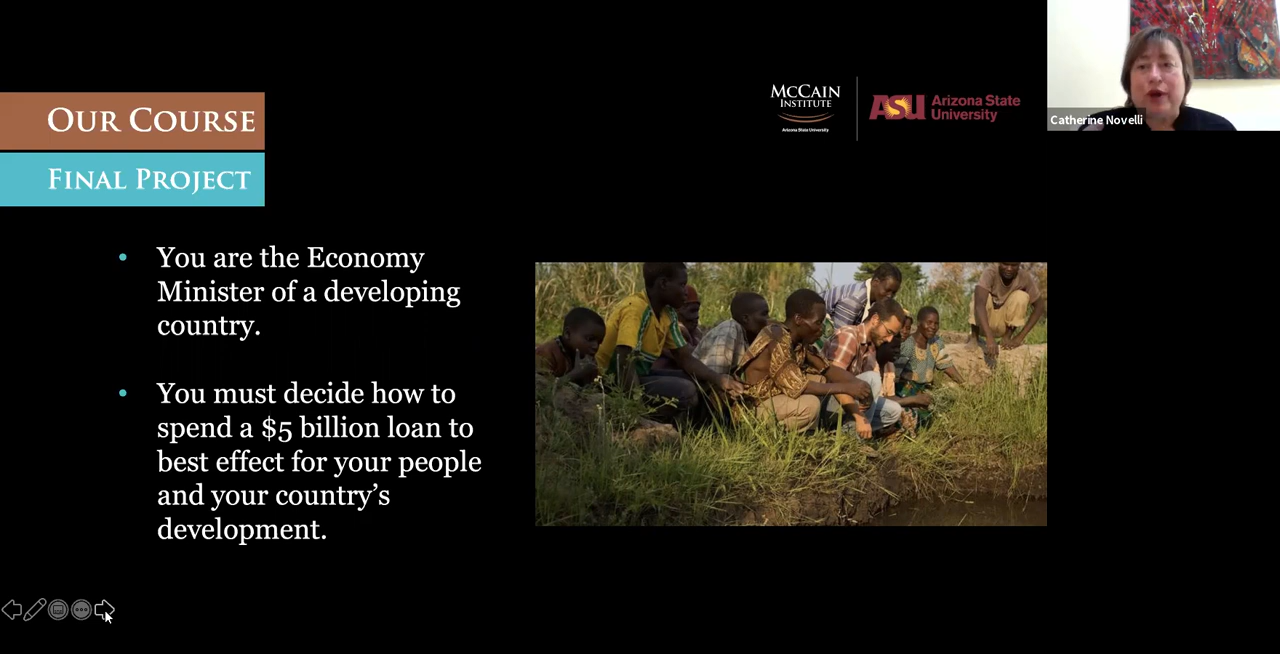 OUR COURSE
FINAL PROJECT
MCCAIN
INSTITUTE
Arizona State University
ASU
Arizona State
University
Catherine Novelli
• You are the Economy
Minister of a developing
country.
• You must decide how to
spend a $5 billion loan to
best effect for your people
and your country’s
development.